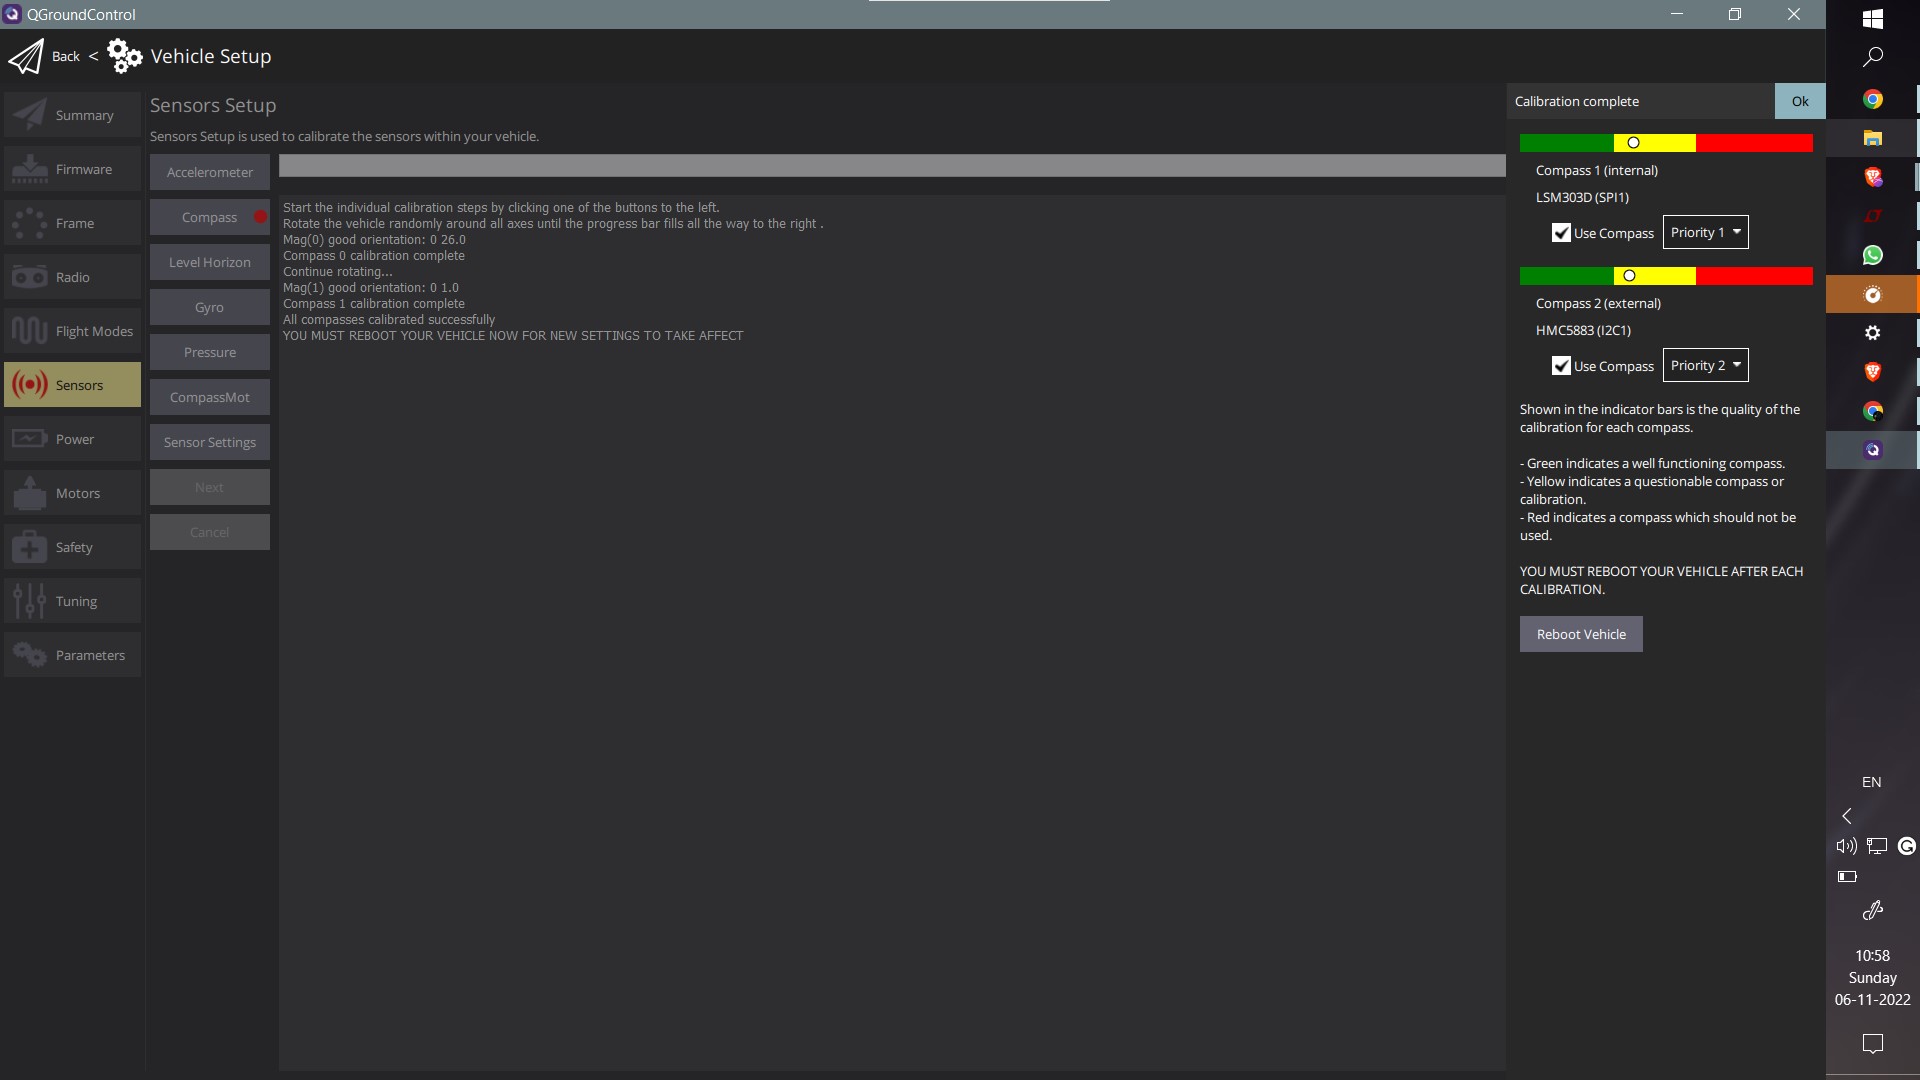 QGroundControl
Back < Vehicle Setup
Summary
Firmware
Frame
Radio
Flight Modes
Sensors
Power
Motors
Safety
Tuning
Parameters
Sensors Setup
Sensors Setup is used to calibrate the sensors within your vehicle.
Accelerometer
Compass
Level Horizon
Gyro
Pressure
CompassMot
Sensor Settings
Next
Cancel
Start the individual calibration steps by clicking one of the buttons to the left.
Rotate the vehicle randomly around all axes until the progress bar fills all the way to the right .
Mag(0) good orientation: 0 26.0
Compass 0 calibration complete
Continue rotating...
Mag(1) good orientation: 0 1.0
Compass 1 calibration complete
All compasses calibrated successfully
YOU MUST REBOOT YOUR VEHICLE NOW FOR NEW SETTINGS TO TAKE AFFECT
Calibration complete
Ok
Compass 1 (internal)
LSM303D (SPI1)
Use Compass Priority 1
Compass 2 (external)
HMC5883 (I2C1)
Use Compass Priority 2
Shown in the indicator bars is the quality of the
calibration for each compass.
- Green indicates a well functioning compass.
- Yellow indicates a questionable compass or
calibration.
- Red indicates a compass which should not be
used.
YOU MUST REBOOT YOUR VEHICLE AFTER EACH
CALIBRATION.
Reboot Vehicle
EN
10:58
Sunday
06-11-2022